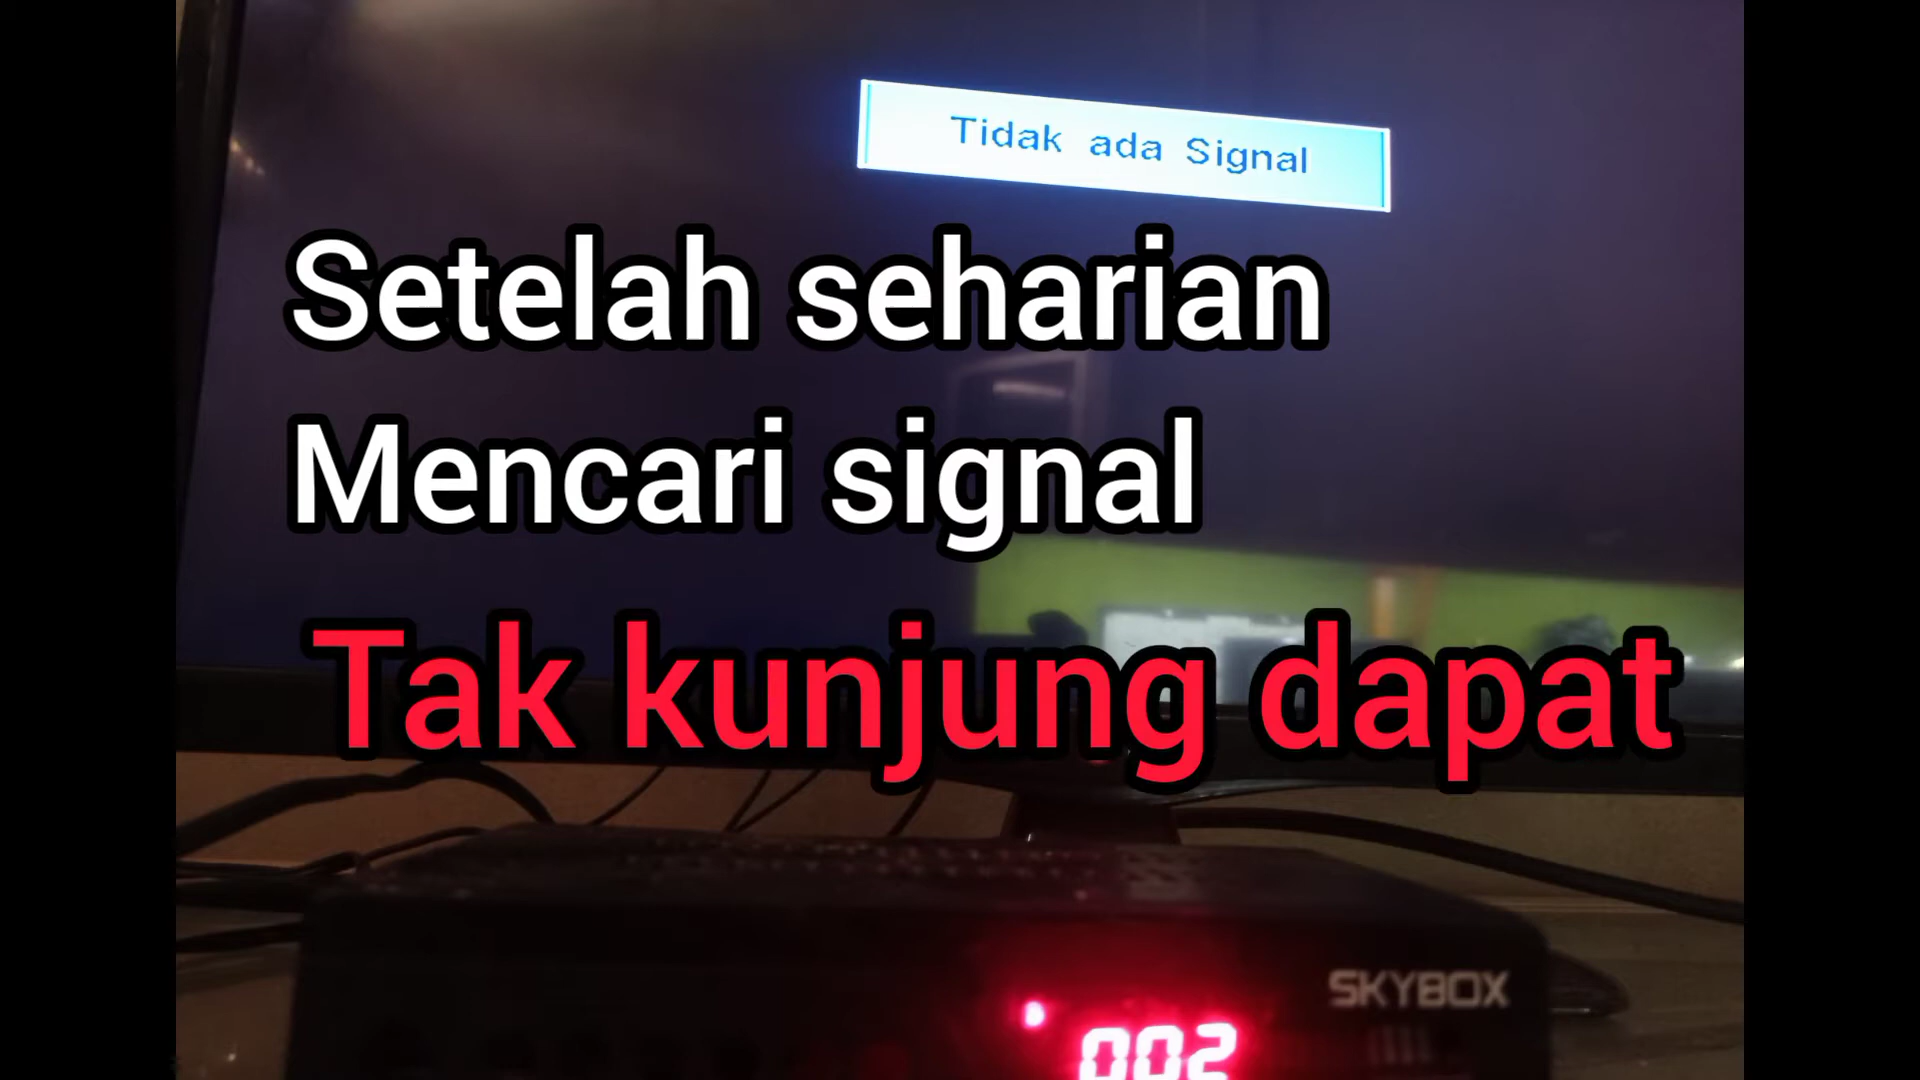 Tidak ada Signal
Setelah seharian
Mencari signal
Tak kunjung dapat
SKYBOX
002